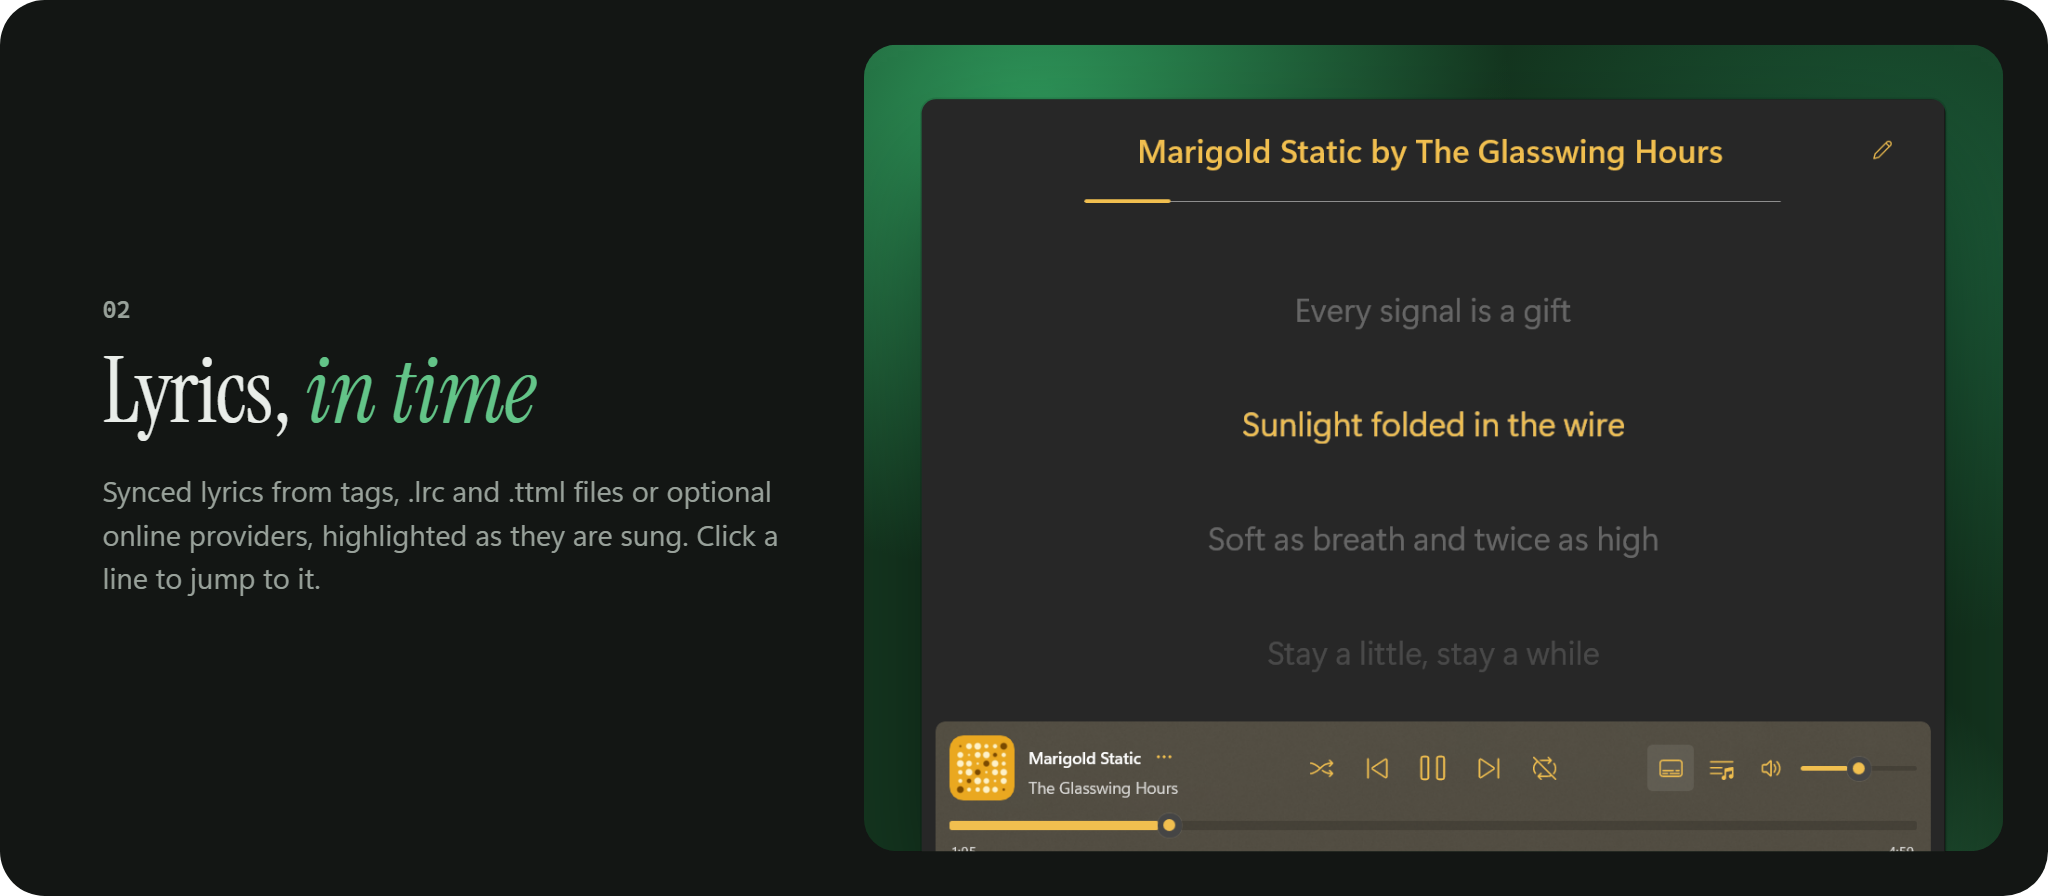 02
Lyrics, in time
Synced lyrics from tags, .lrc and .ttml files or optional
online providers, highlighted as they are sung. Click a
line to jump to it.
Marigold Static by The Glasswing Hours
Every signal is a gift
Sunlight folded in the wire
Soft as breath and twice as high
Stay a little, stay a while
Marigold Static
The Glasswing Hours